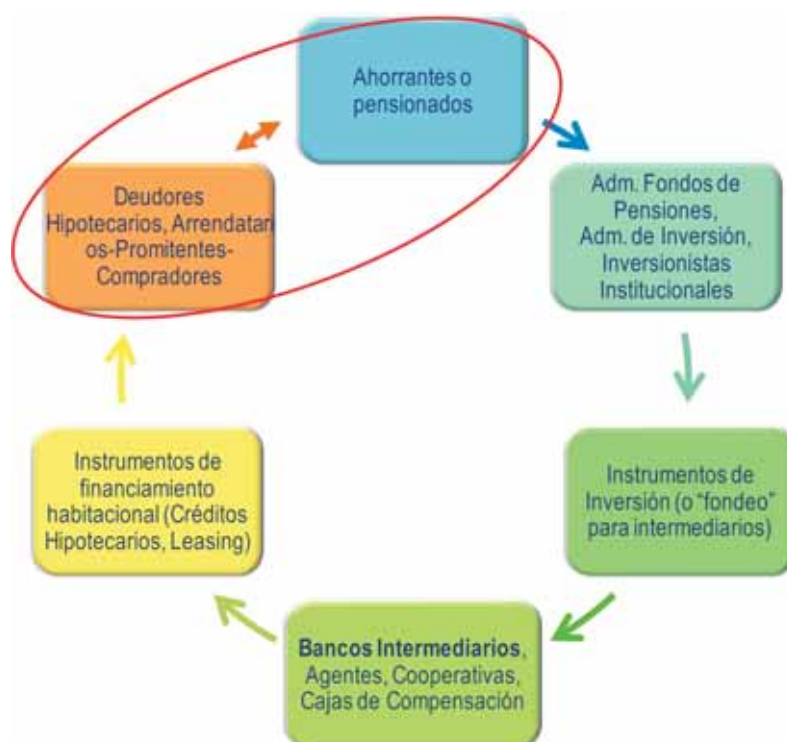 Ahorrantes o
pensionados
Deudores
Hipotecarios, Arrendatari
os-Promitentes-
Compradores
Adm. Fondos de
Pensiones,
Adm. de Inversión,
Inversionistas
Institucionales
Instrumentos de
financiamiento
habitacional (Créditos
Hipotecarios, Leasing)
Instrumentos de
Inversión (o “fondeo”
para intermediarios)
Bancos Intermediarios,
Agentes, Cooperativas,
Cajas de Compensación